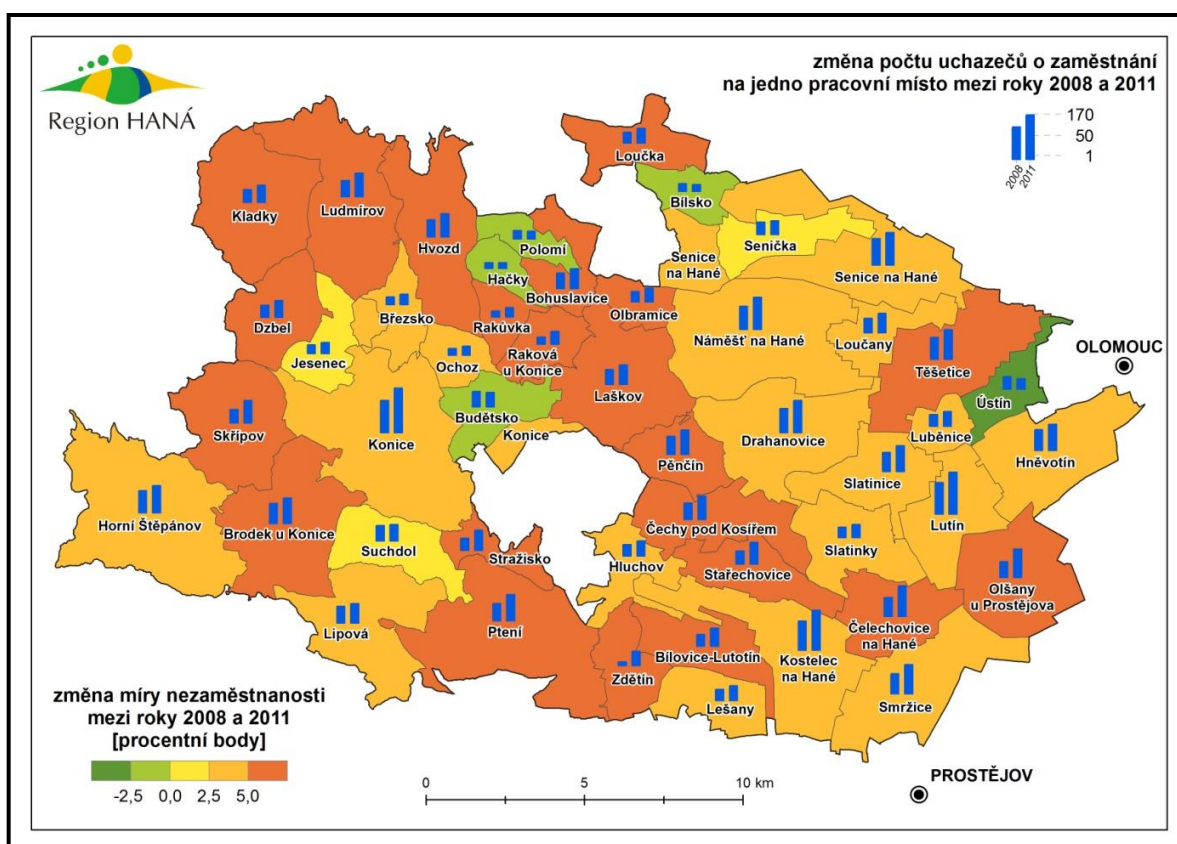 změna počtu uchazečů o zaměstnání
na jedno pracovní místo mezi roky 2008 a 2011
170
50
1
2008
2011
Region HANÁ
Loučka
Kladky
Ludmírov
Bílsko
Hvozd
Polomí
Senička
Senice
na Hané
Senice na Hané
Hačky
Bohuslavice
Olbramice
Dzbel
Březsko
Rakůvka
Náměšť na Hané
Loučany
Jesenec
Ochoz
Raková
u Konice
Těšetice
OLOMOUC
Laškov
Ústín
Budětsko
Skřípov
Konice
Konice
Drahanovice
Luběnice
Pěnčín
Hněvotín
Slatinice
Horní Štěpánov
Brodek u Konice
Čechy pod Kosířem
Lutín
Suchdol
Stražisko
Slatinky
Hluchov
Stařechovice
Olšany
u Prostějova
Lipová
Ptení
Čelechovice
na Hané
Bílovice-Lutotín
Kostelec
na Hané
Zdětín
Lešany
Smržice
změna míry nezaměstnanosti
mezi roky 2008 a 2011
[procentní body]
-2,5 0,0 2,5 5,0
0 5 10 km
PROSTĚJOV